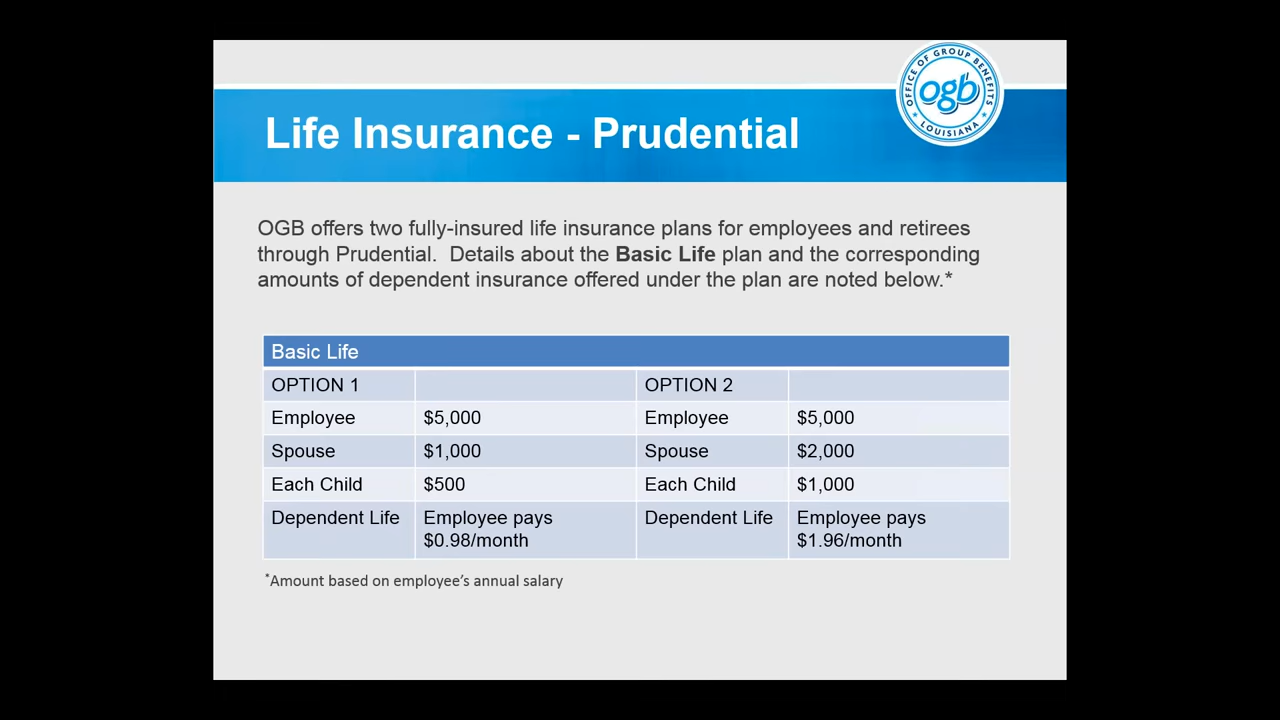 OFFICE OF GROUP BENEFITS
ogb
LOUISIANA
Life Insurance - Prudential
OGB offers two fully-insured life insurance plans for employees and retirees
through Prudential.  Details about the Basic Life plan and the corresponding
amounts of dependent insurance offered under the plan are noted below.*
Basic Life
OPTION 1 OPTION 2
Employee $5,000 Employee $5,000
Spouse $1,000 Spouse $2,000
Each Child $500 Each Child $1,000
Dependent Life Employee pays Dependent Life Employee pays
$0.98/month $1.96/month
*Amount based on employee’s annual salary